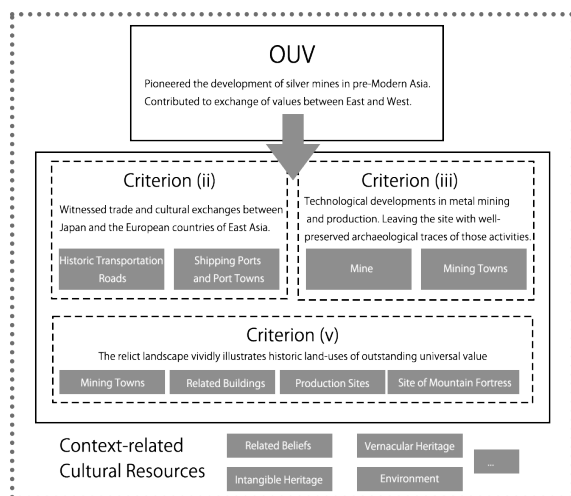 OUV
Pioneered the development of silver mines in pre-Modern Asia.
Contributed to exchange of values between East and West.
Criterion (ii)
Witnessed trade and cultural exchanges between
Japan and the European countries of East Asia.
Historic Transportation
Roads
Shipping Ports
and Port Towns
Criterion (iii)
Technological developments in metal mining
and production. Leaving the site with well-
preserved archaeological traces of those activities.
Mine
Mining Towns
Criterion (v)
The relict landscape vividly illustrates historic land-uses of outstanding universal value
Mining Towns
Related Buildings
Production Sites
Site of Mountain Fortress
Context-related
Cultural Resources
Related Beliefs
Vernacular Heritage
Intangible Heritage
Environment
...